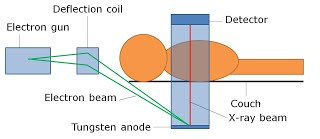 Deflection coil
Detector
Electron gun
Electron beam
Couch
X-ray beam
Tungsten anode